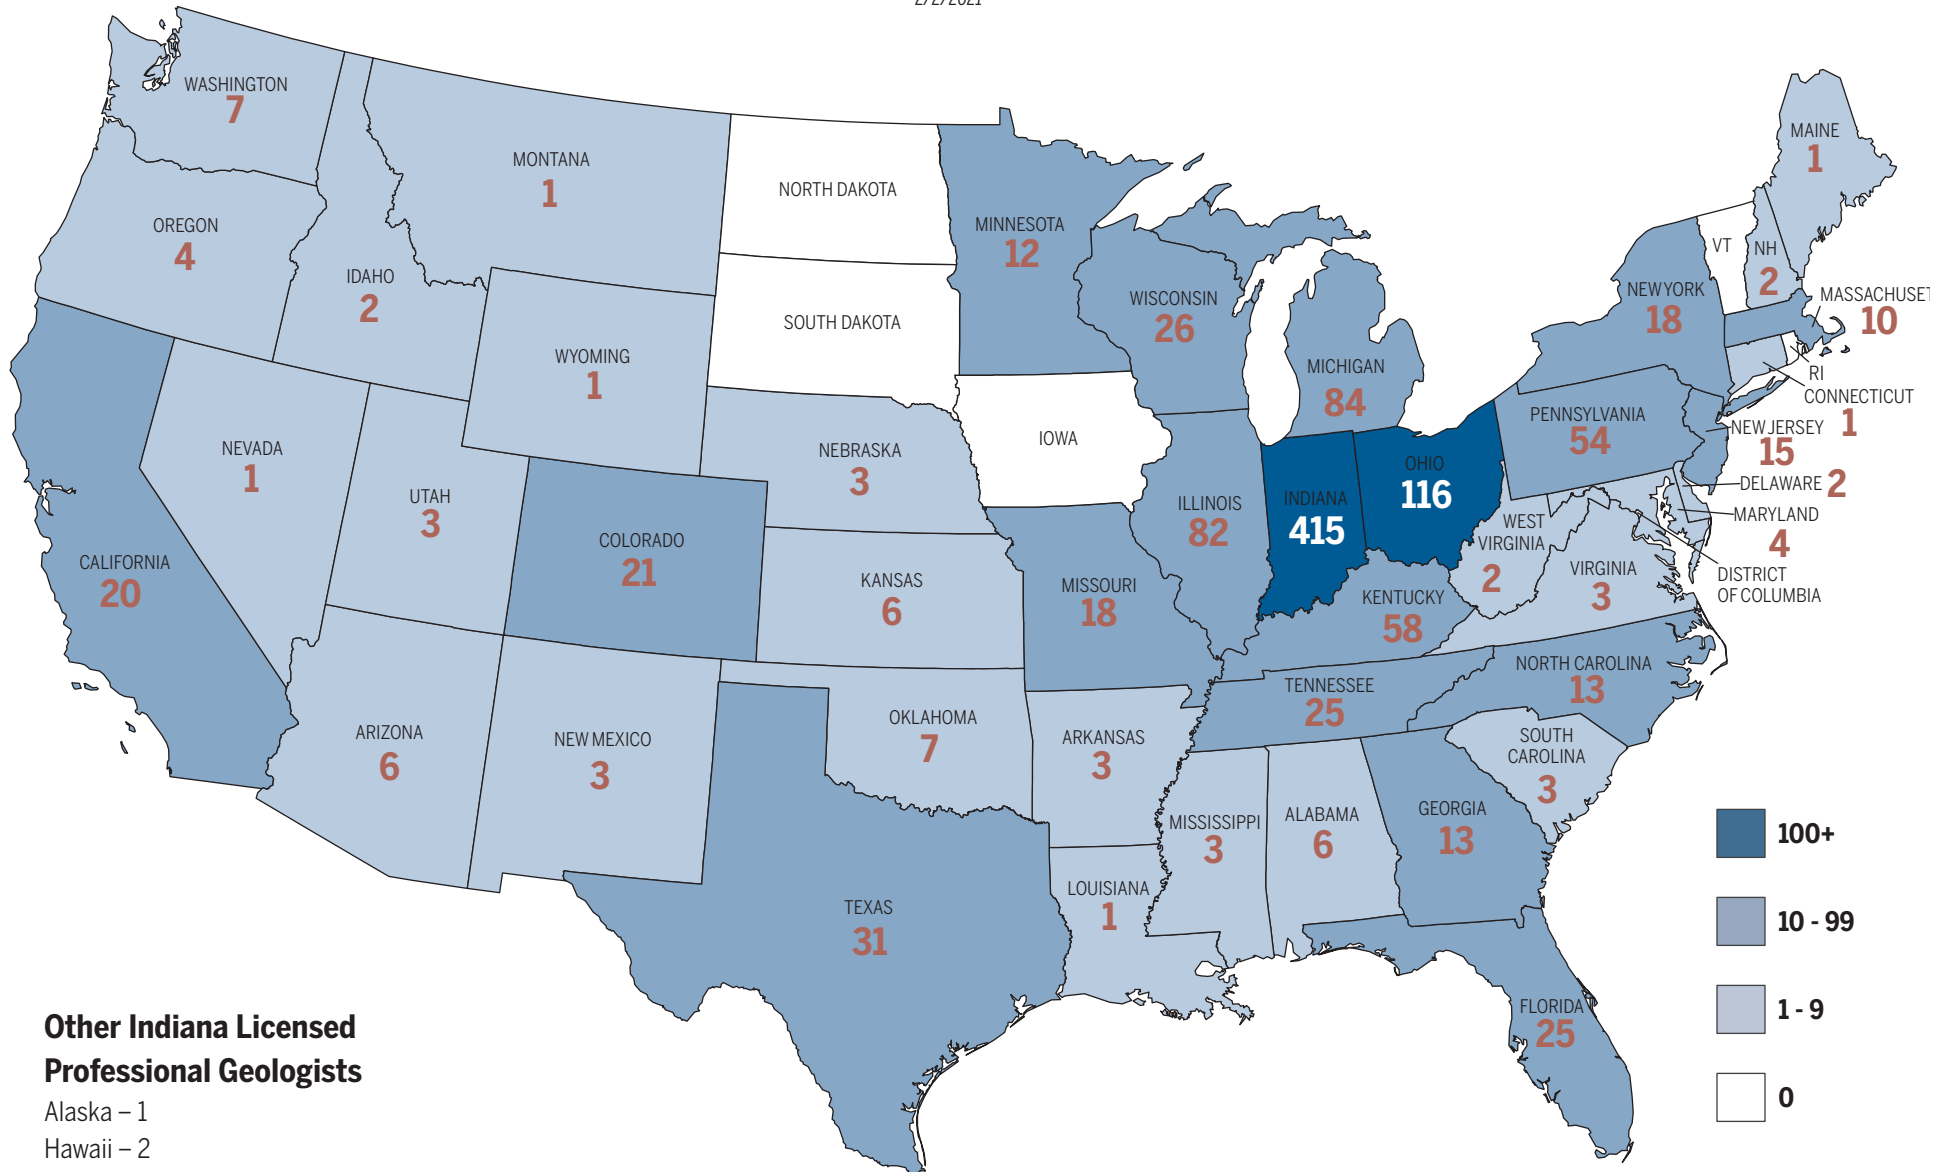 2/2/2021
WASHINGTON
7
MONTANA
1
NORTH DAKOTA
MINNESOTA
12
MAINE
1
OREGON
4
IDAHO
2
SOUTH DAKOTA
WISCONSIN
26
MICHIGAN
84
NEW YORK
18
VT
NH
2
MASSACHUSET
10
RI
CONNECTICUT
1
WYOMING
1
NEVADA
1
UTAH
3
NEBRASKA
3
IOWA
ILLINOIS
82
INDIANA
415
OHIO
116
PENNSYLVANIA
54
NEW JERSEY
15
DELAWARE 2
MARYLAND
4
DISTRICT
OF COLUMBIA
CALIFORNIA
20
COLORADO
21
KANSAS
6
MISSOURI
18
KENTUCKY
58
WEST
VIRGINIA
2
VIRGINIA
3
ARIZONA
6
NEW MEXICO
3
OKLAHOMA
7
ARKANSAS
3
TENNESSEE
25
NORTH CAROLINA
13
SOUTH
CAROLINA
3
TEXAS
31
LOUISIANA
1
MISSISSIPPI
3
ALABAMA
6
GEORGIA
13
FLORIDA
25
100+
10 - 99
1 - 9
0
Other Indiana Licensed
Professional Geologists
Alaska – 1
Hawaii – 2